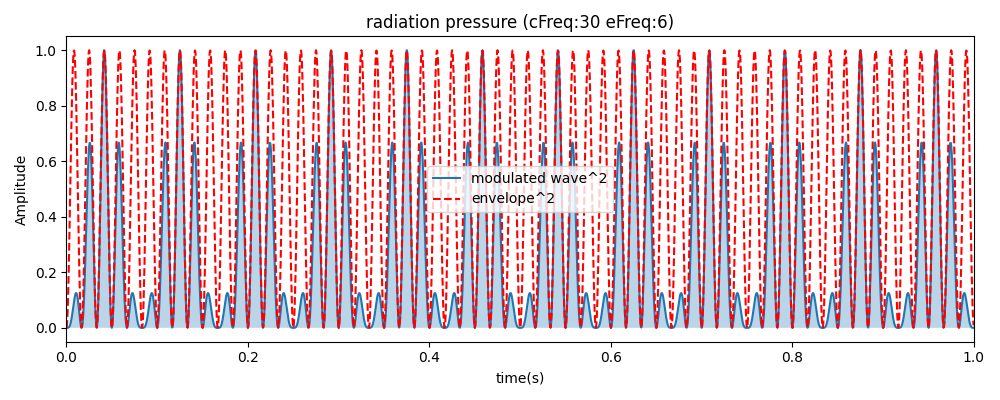 radiation pressure (cFreq:30 eFreq:6)
Amplitude
1.0
0.8
0.6
0.4
0.2
0.0
modulated wave^2
envelope^2
0.0 0.2 0.4 0.6 0.8 1.0
time(s)